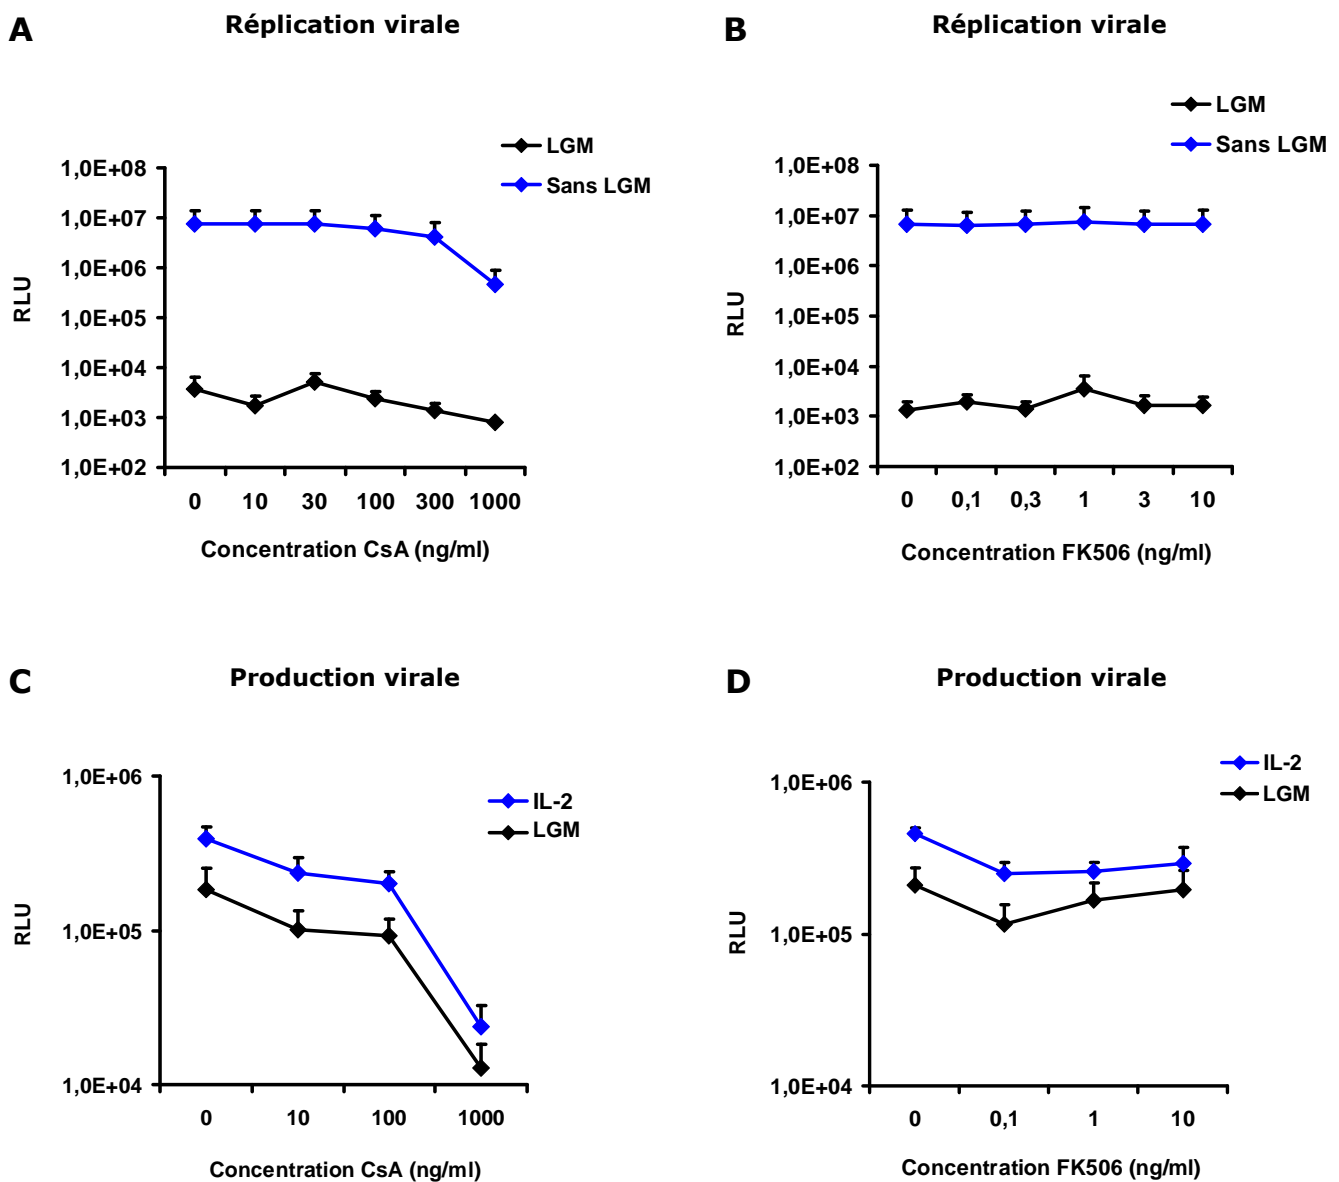 A
Réplication virale
LGM
Sans LGM
1,0E+08
1,0E+07
1,0E+06
1,0E+05
1,0E+04
1,0E+03
1,0E+02
RLU
0 10 30 100 300 1000
Concentration CsA (ng/ml)
B
Réplication virale
LGM
Sans LGM
1,0E+08
1,0E+07
1,0E+06
1,0E+05
1,0E+04
1,0E+03
1,0E+02
RLU
0 0,1 0,3 1 3 10
Concentration FK506 (ng/ml)
C
Production virale
IL-2
LGM
1,0E+06
1,0E+05
1,0E+04
RLU
0 10 100 1000
Concentration CsA (ng/ml)
D
Production virale
IL-2
LGM
1,0E+06
1,0E+05
1,0E+04
RLU
0 0,1 1 10
Concentration FK506 (ng/ml)